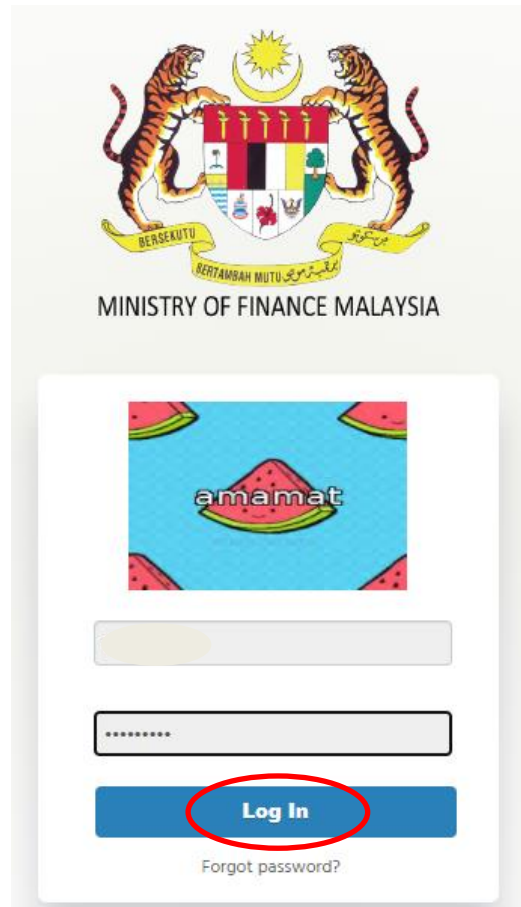 BERSEKUTU
BERTAMBAH MUTU
MINISTRY OF FINANCE MALAYSIA
amamat
•••••••••
Log In
Forgot password?